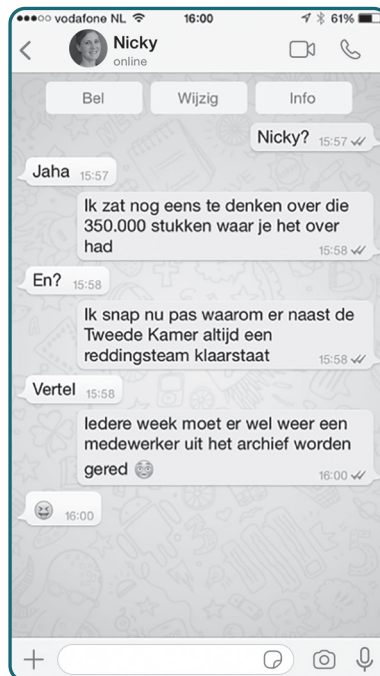 vodafone NL 16:00 61%
Nicky
online
Bel Wijzig Info
Nicky? 15:57
Jaha 15:57
Ik zat nog eens te denken over die
350.000 stukken waar je het over
had 15:58
En? 15:58
Ik snap nu pas waarom er naast de
Tweede Kamer altijd een
reddingsteam klaarstaat 15:58
Vertel 15:58
Iedere week moet er wel weer een
medewerker uit het archief worden
gered 😳 16:00
😆 16:00